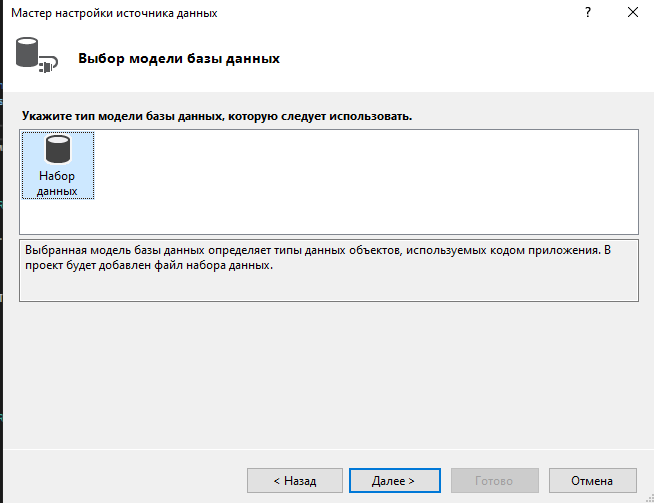 Мастер настройки источника данных
?
Выбор модели базы данных
Укажите тип модели базы данных, которую следует использовать.
Набор
данных
Выбранная модель базы данных определяет типы данных объектов, используемых кодом приложения. В
проект будет добавлен файл набора данных.
< Назад
Далее >
Готово
Отмена